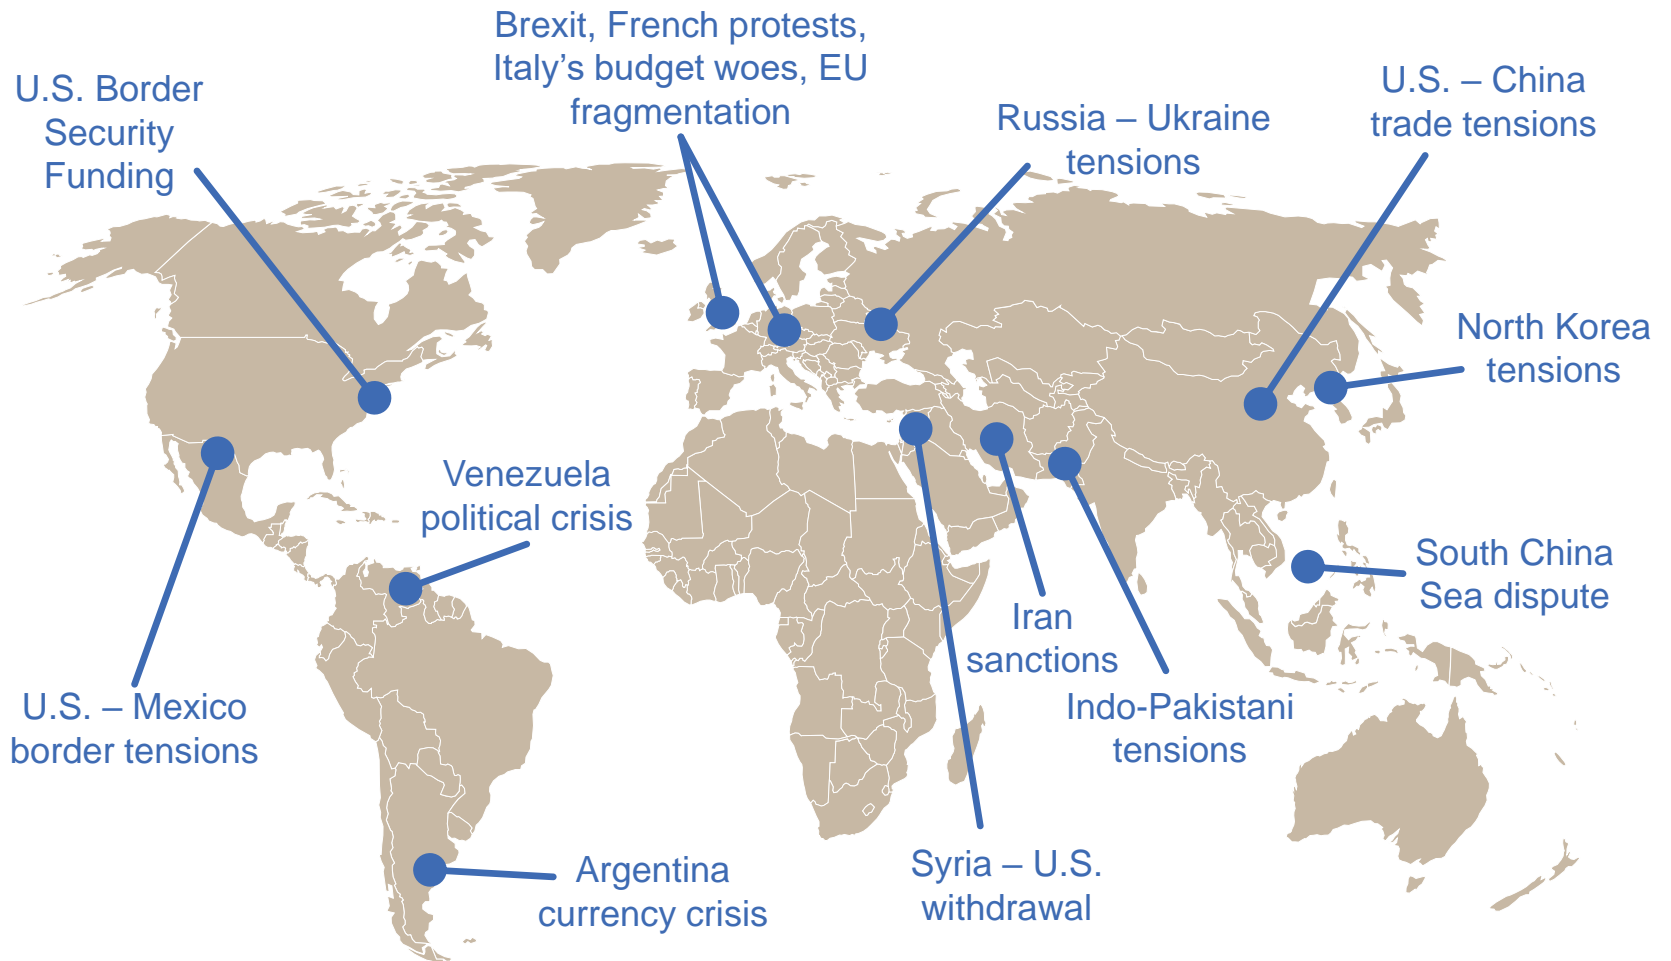 Brexit, French protests,
Italy’s budget woes, EU
fragmentation
U.S. Border
Security
Funding
Russia – Ukraine
tensions
U.S. – China
trade tensions
North Korea
tensions
Venezuela
political crisis
South China
Sea dispute
Iran
sanctions
U.S. – Mexico
border tensions
Indo-Pakistani
tensions
Argentina
currency crisis
Syria – U.S.
withdrawal